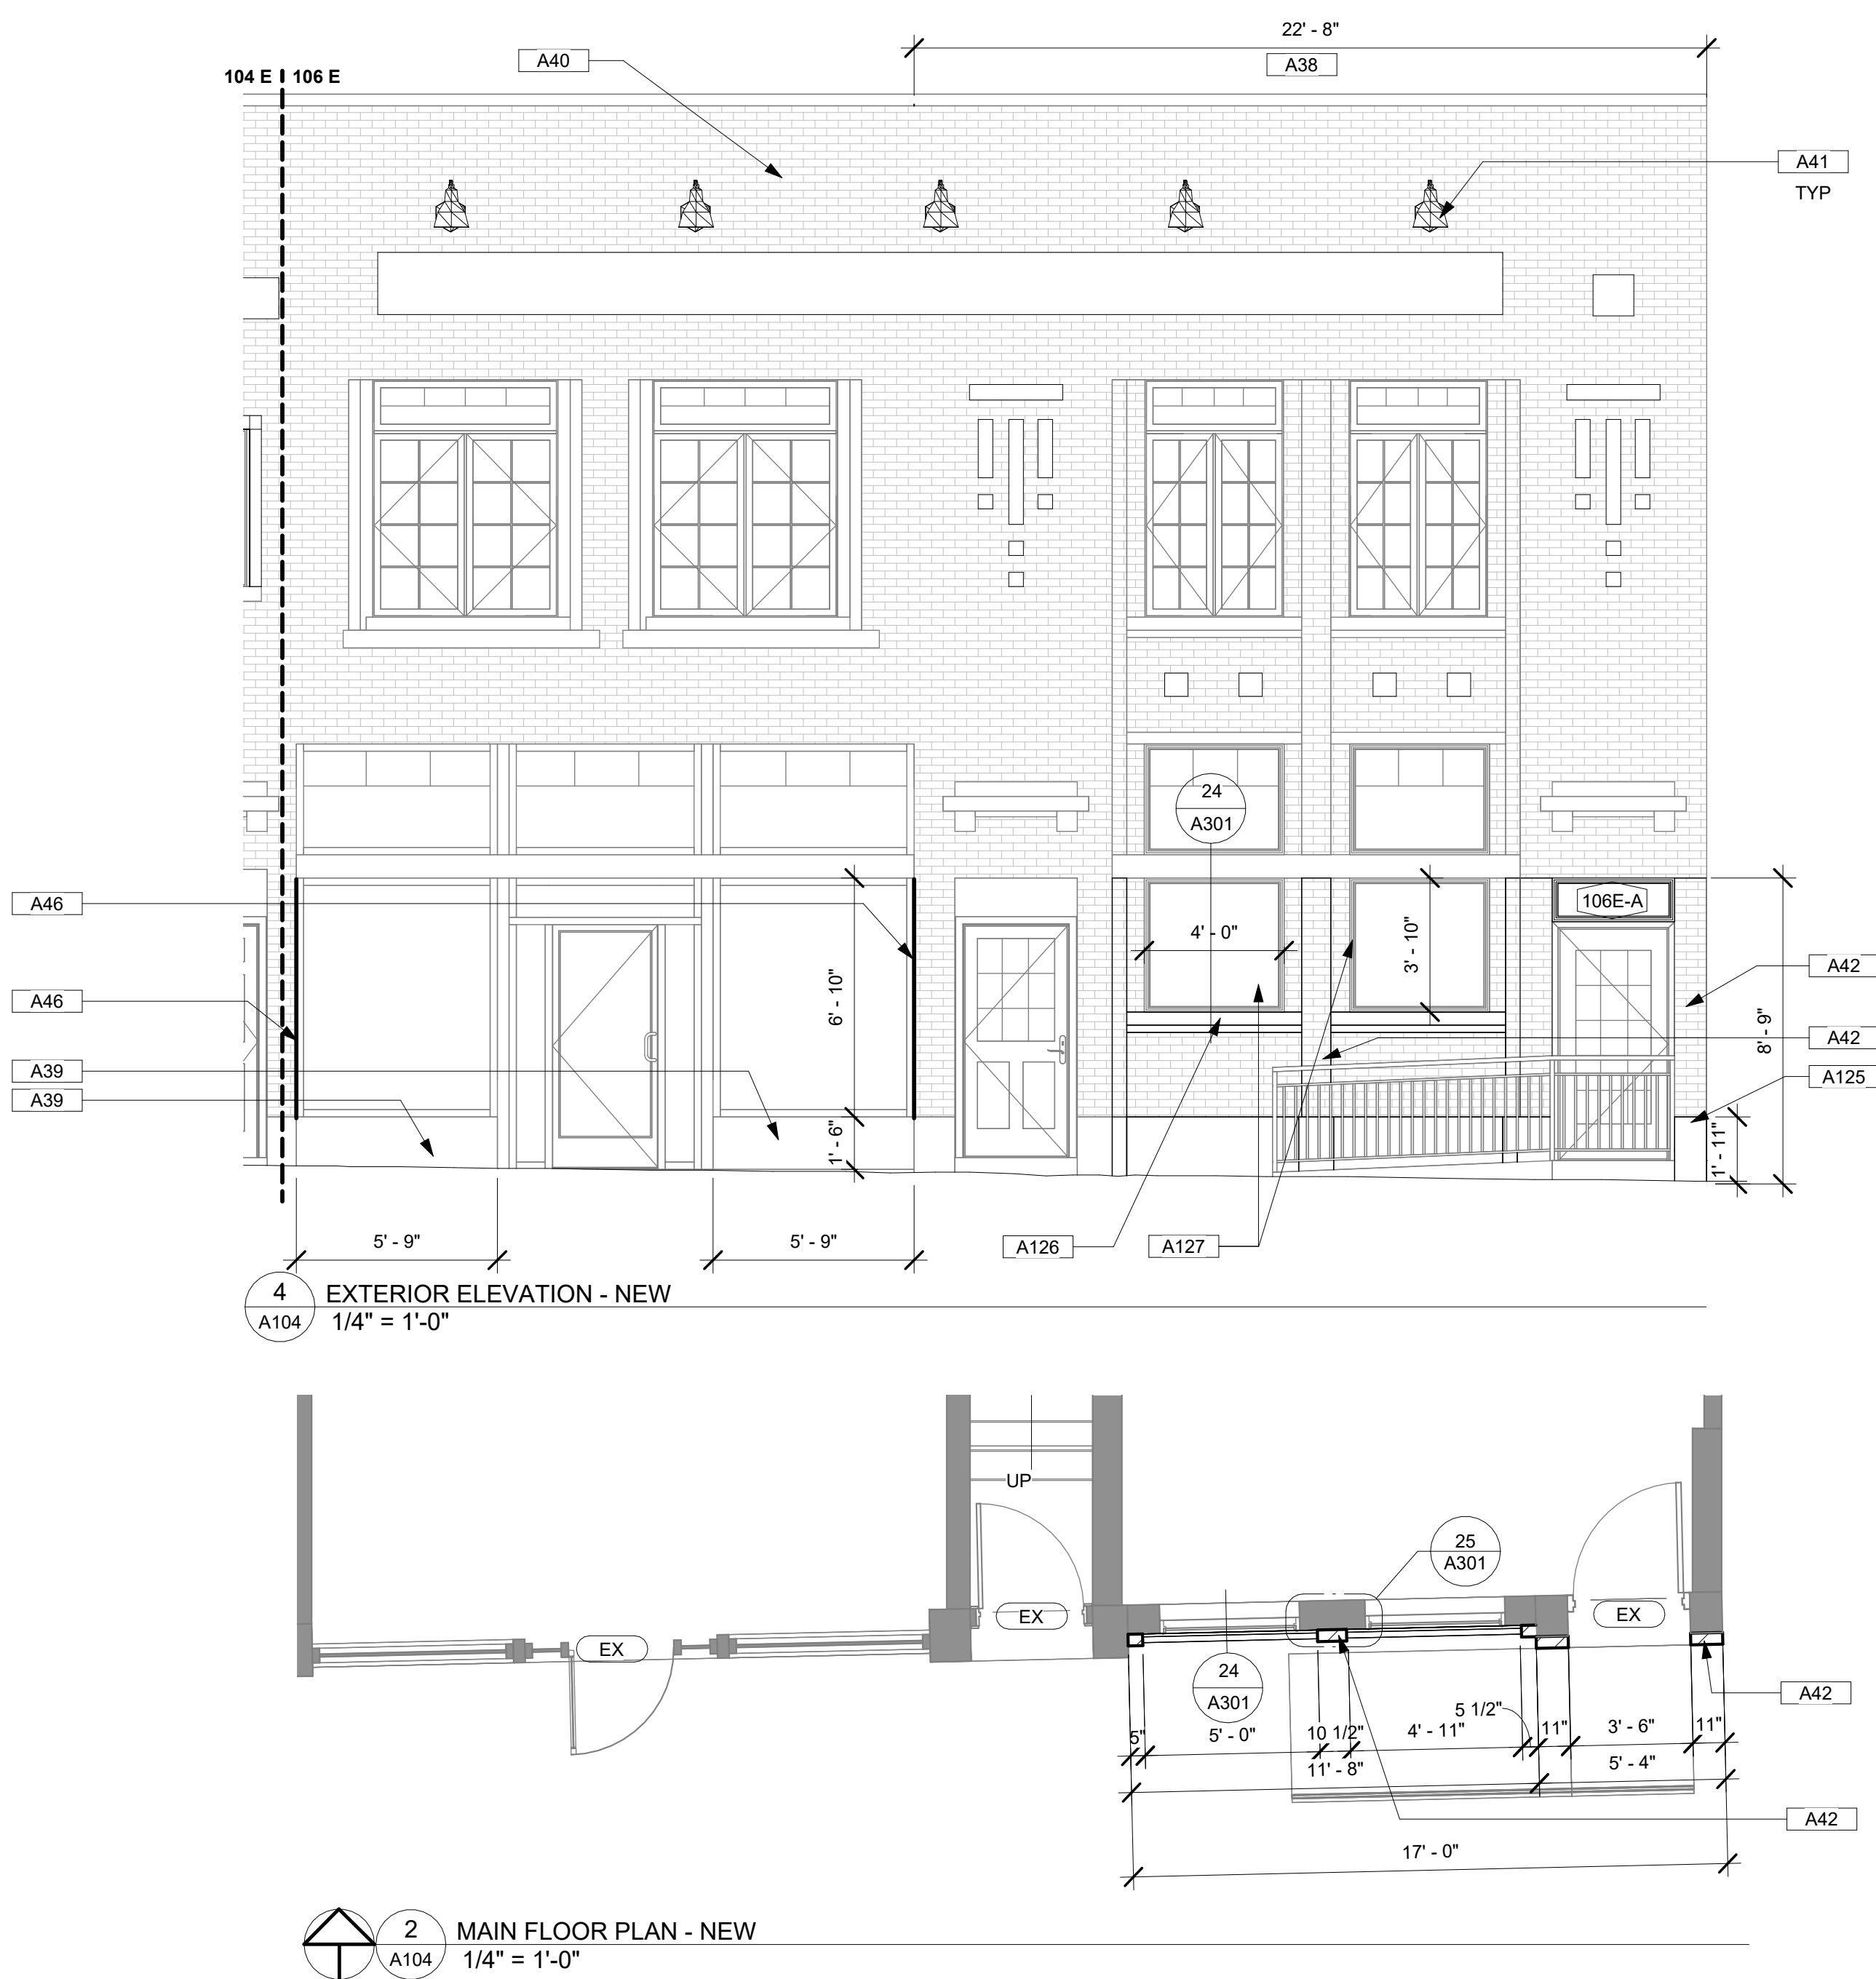 22' - 8"
A38
A40
104 E 106 E
A41
TYP
24
A301
106E-A
A46
4' - 0"
3' - 10"
A42
A46
6' - 10"
8' - 9"
A42
A39
A125
A39
1' - 6"
1' - 11"
5' - 9"
5' - 9"
A126
A127
4
A104
EXTERIOR ELEVATION - NEW
1/4" = 1'-0"
UP
25
A301
EX
EX
EX
24
A301
A42
5"
5' - 0"
10 1/2"
4' - 11"
5 1/2"
11"
3' - 6"
11"
11' - 8"
5' - 4"
A42
17' - 0"
2
A104
MAIN FLOOR PLAN - NEW
1/4" = 1'-0"